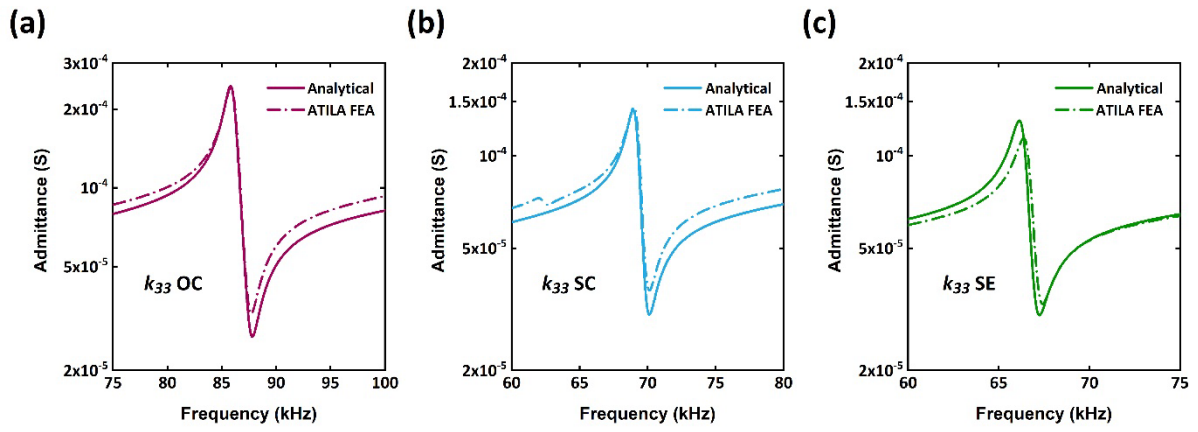 (a)
3x10⁻⁴
2x10⁻⁴
10⁻⁴
5x10⁻⁵
2x10⁻⁵
Admittance (S)
Analytical
ATILA FEA
k₃₃ OC
75 80 85 90 95 100
Frequency (kHz)
(b)
2x10⁻⁴
1.5x10⁻⁴
10⁻⁴
5x10⁻⁵
2x10⁻⁵
Admittance (S)
Analytical
ATILA FEA
k₃₃ SC
60 65 70 75 80
Frequency (kHz)
(c)
2x10⁻⁴
1.5x10⁻⁴
10⁻⁴
5x10⁻⁵
2x10⁻⁵
Admittance (S)
Analytical
ATILA FEA
k₃₃ SE
60 65 70 75
Frequency (kHz)